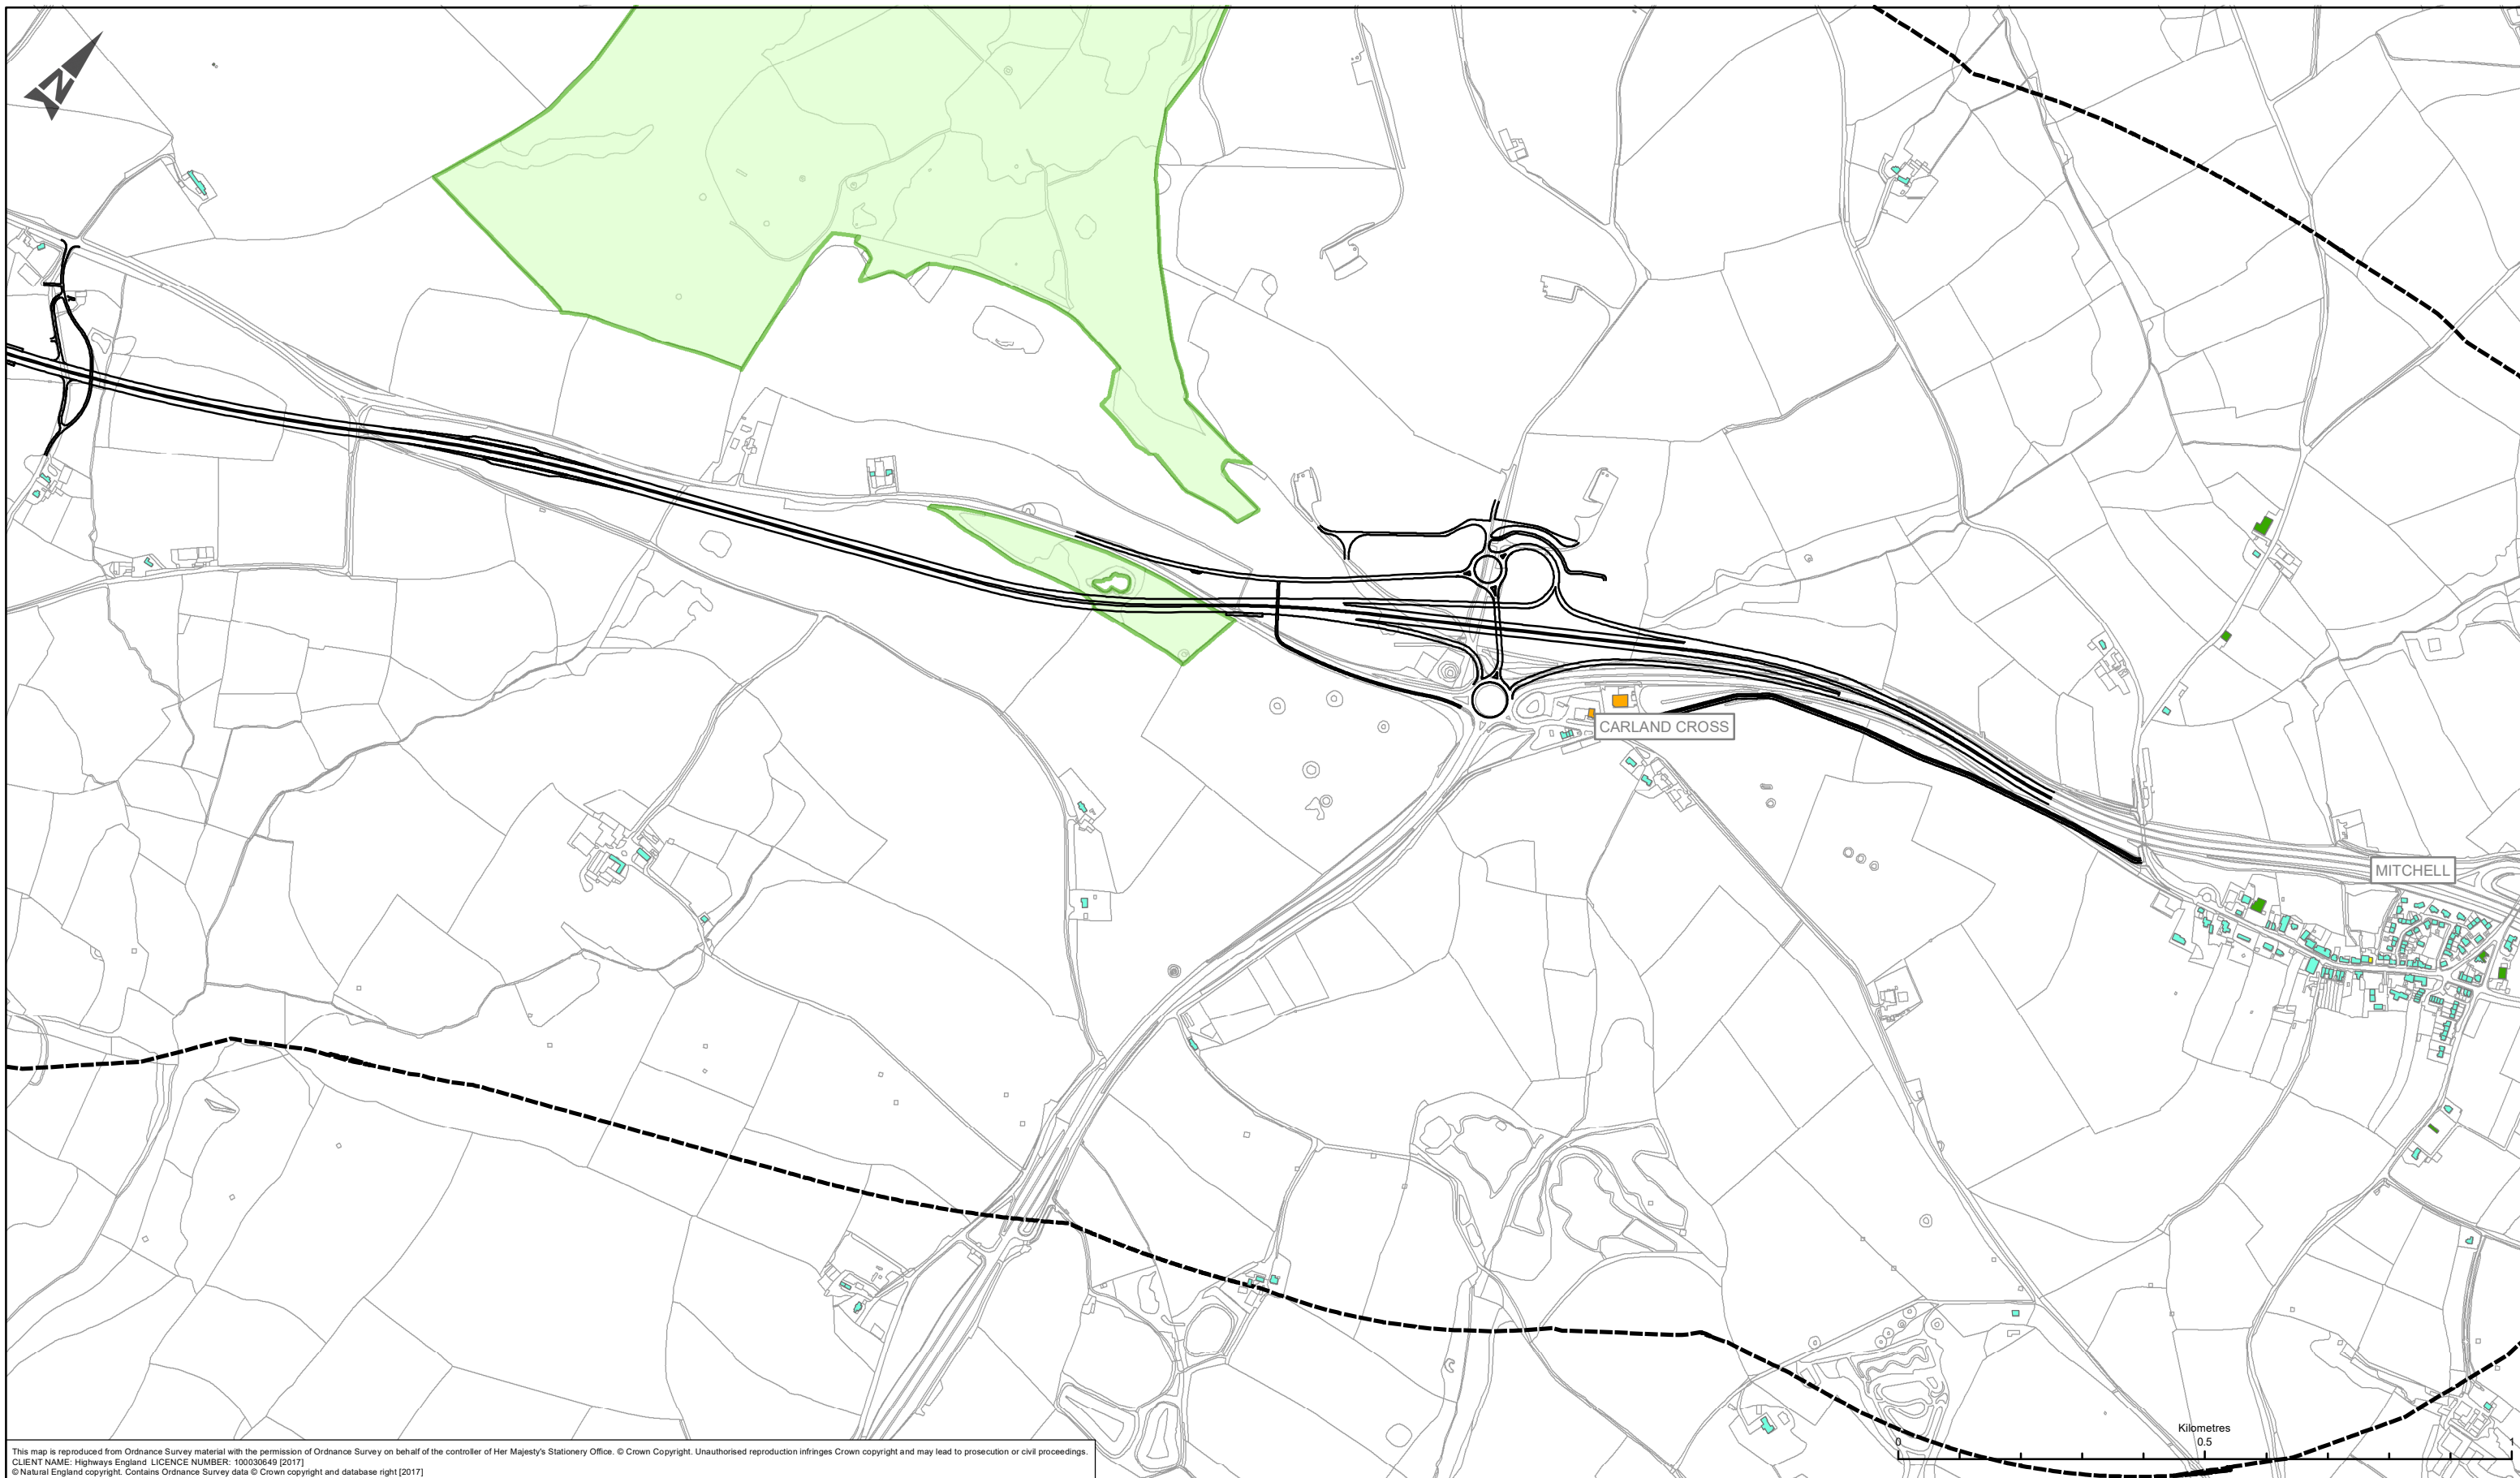 N
CARLAND CROSS
MITCHELL
Kilometres
0 0.5 1
This map is reproduced from Ordnance Survey material with the permission of Ordnance Survey on behalf of the controller of Her Majesty's Stationery Office. © Crown Copyright. Unauthorised reproduction infringes Crown copyright and may lead to prosecution or civil proceedings.
CLIENT NAME: Highways England LICENCE NUMBER: 100030649 [2017]
© Natural England copyright. Contains Ordnance Survey data © Crown copyright and database right [2017]